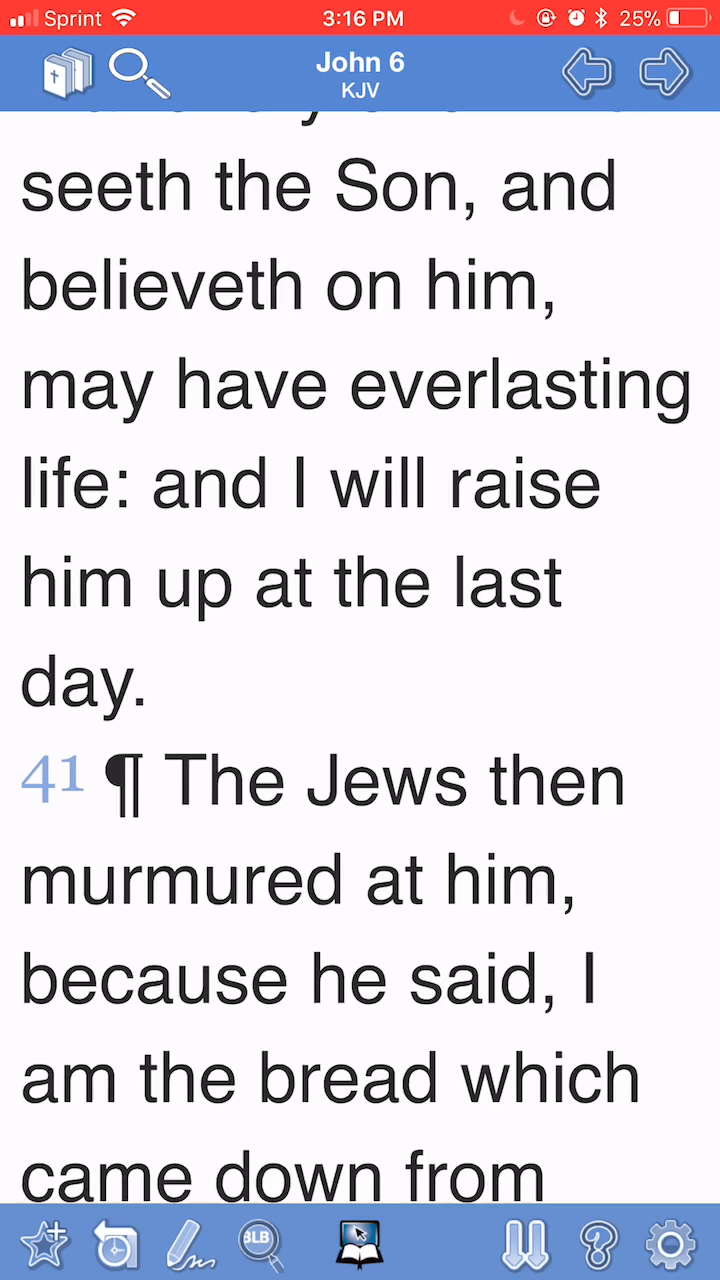 Sprint 3:16 PM 25%
John 6
KJV
seeth the Son, and
believeth on him,
may have everlasting
life: and I will raise
him up at the last
day.
41 ¶ The Jews then
murmured at him,
because he said, I
am the bread which
came down from
BLB